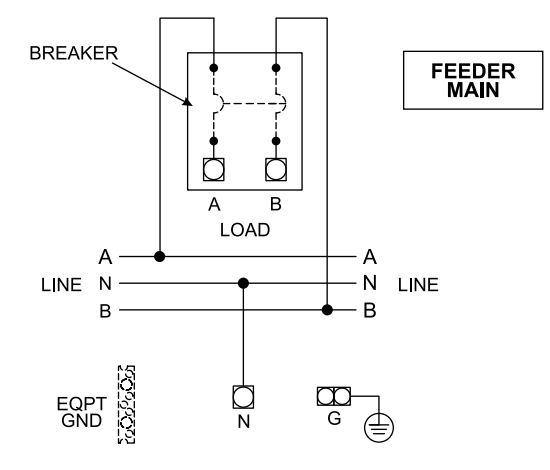 BREAKER
FEEDER
MAIN
A B
LOAD
A A
LINE N N LINE
B B
EQPT
GND
N
G